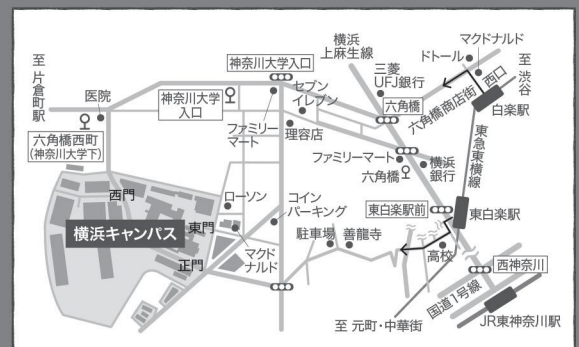 至 片倉町駅
医院
六角橋西町
(神奈川大学下)
神奈川大学
入口
神奈川大学入口
セブン
イレブン
ファミリー
マート
理容店
横浜
上麻生線
三菱
UFJ銀行
六角橋
ドトール
マクドナルド
西口
至 渋谷
六角橋商店街
白楽駅
東急東横線
ファミリーマート
六角橋
横浜
銀行
東白楽駅前
東白楽駅
西門
横浜キャンパス
東門
正門
ローソン
マクド
ナルド
コイン
パーキング
駐車場
善龍寺
高校
西神奈川
国道1号線
至 元町・中華街
JR東神奈川駅